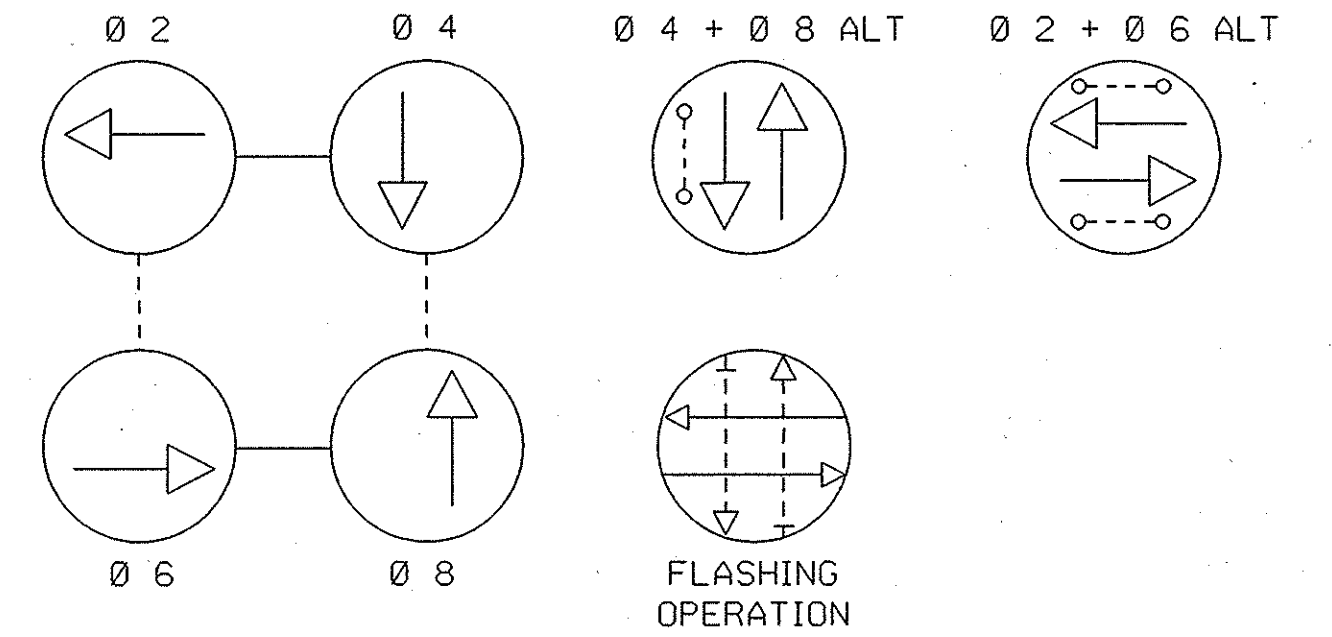 Ø 2
Ø 4
Ø 4 + Ø 8 ALT
Ø 2 + Ø 6 ALT
Ø 6
Ø 8
FLASHING
OPERATION